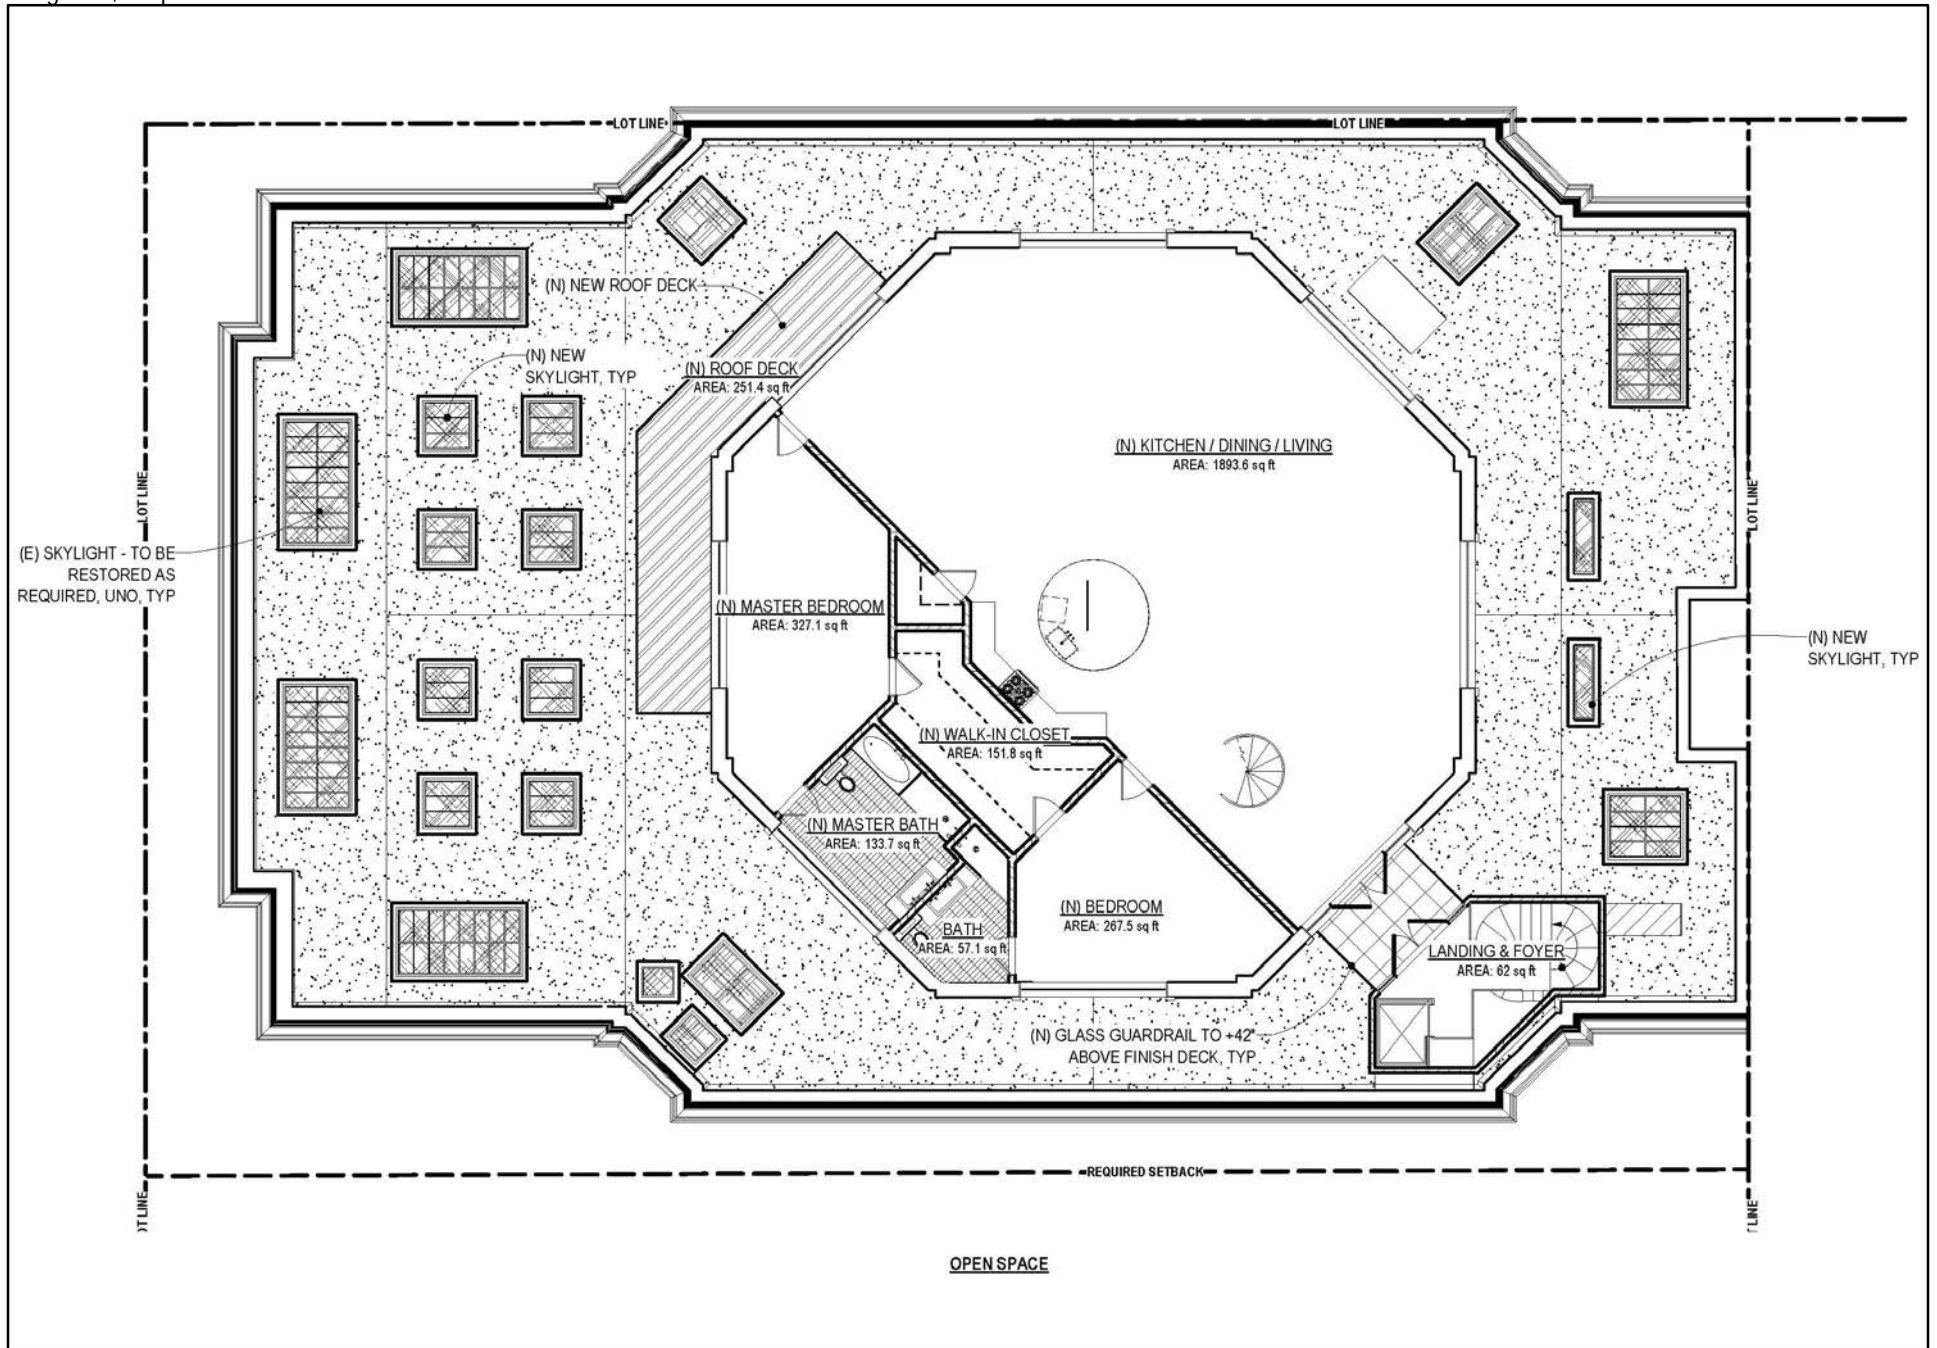 LOT LINE
LOT LINE
(N) NEW ROOF DECK
(N) NEW
SKYLIGHT, TYP
(N) ROOF DECK
AREA: 251.4 sq ft
(N) KITCHEN / DINING / LIVING
AREA: 1893.6 sq ft
LOT LINE
LOT LINE
(E) SKYLIGHT - TO BE
RESTORED AS
REQUIRED, UNO, TYP
(N) MASTER BEDROOM
AREA: 327.1 sq ft
(N) NEW
SKYLIGHT, TYP
(N) WALK-IN CLOSET
AREA: 151.8 sq ft
(N) MASTER BATH
AREA: 133.7 sq ft
(N) BEDROOM
AREA: 267.5 sq ft
BATH
AREA: 57.1 sq ft
LANDING & FOYER
AREA: 62 sq ft
(N) GLASS GUARDRAIL TO +42"
ABOVE FINISH DECK, TYP
REQUIRED SETBACK
LINE
LINE
OPEN SPACE